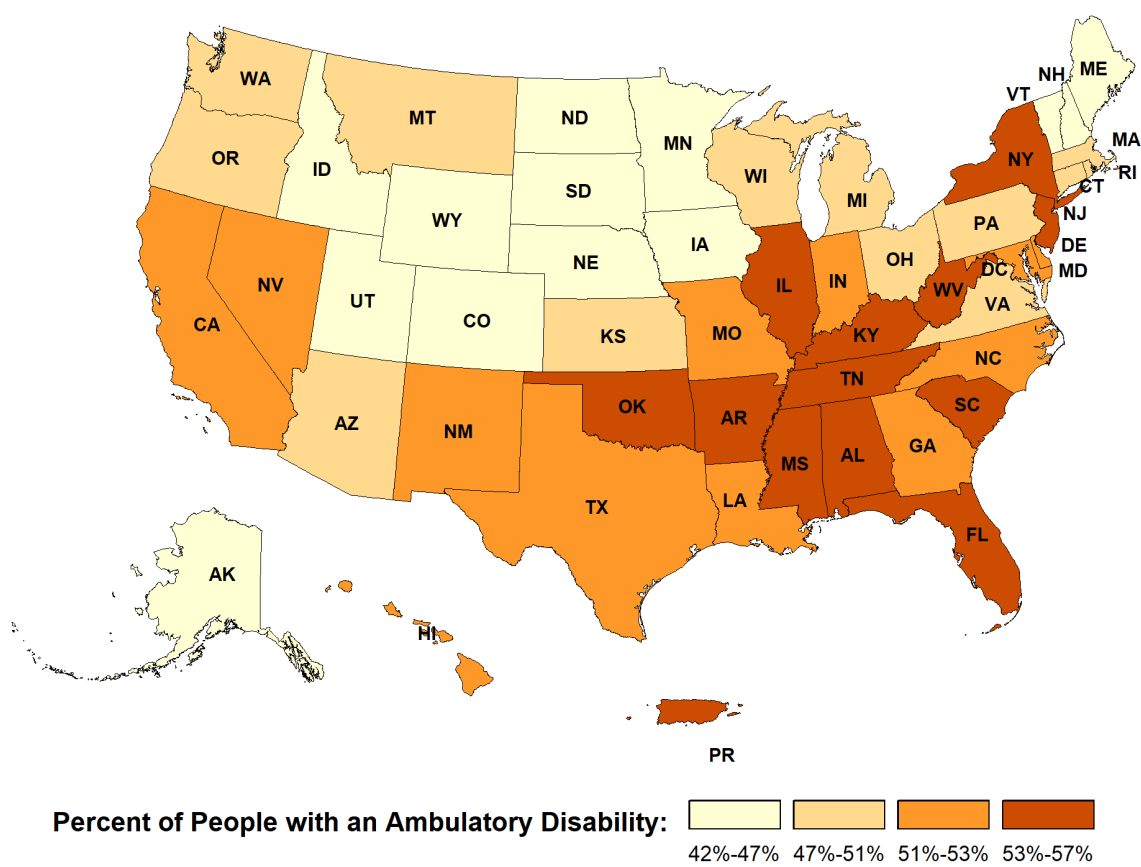 WA
MT
ND
MN
NH
ME
VT
OR
ID
SD
WI
MI
NY
MA
RI
CT
WY
IA
PA
NJ
NE
OH
DE
NV
UT
CO
IL
IN
DC
MD
WV
VA
CA
KS
MO
KY
NC
TN
AZ
NM
OK
AR
SC
MS
AL
GA
TX
LA
FL
AK
HI
PR
Percent of People with an Ambulatory Disability:
42%-47% 47%-51% 51%-53% 53%-57%